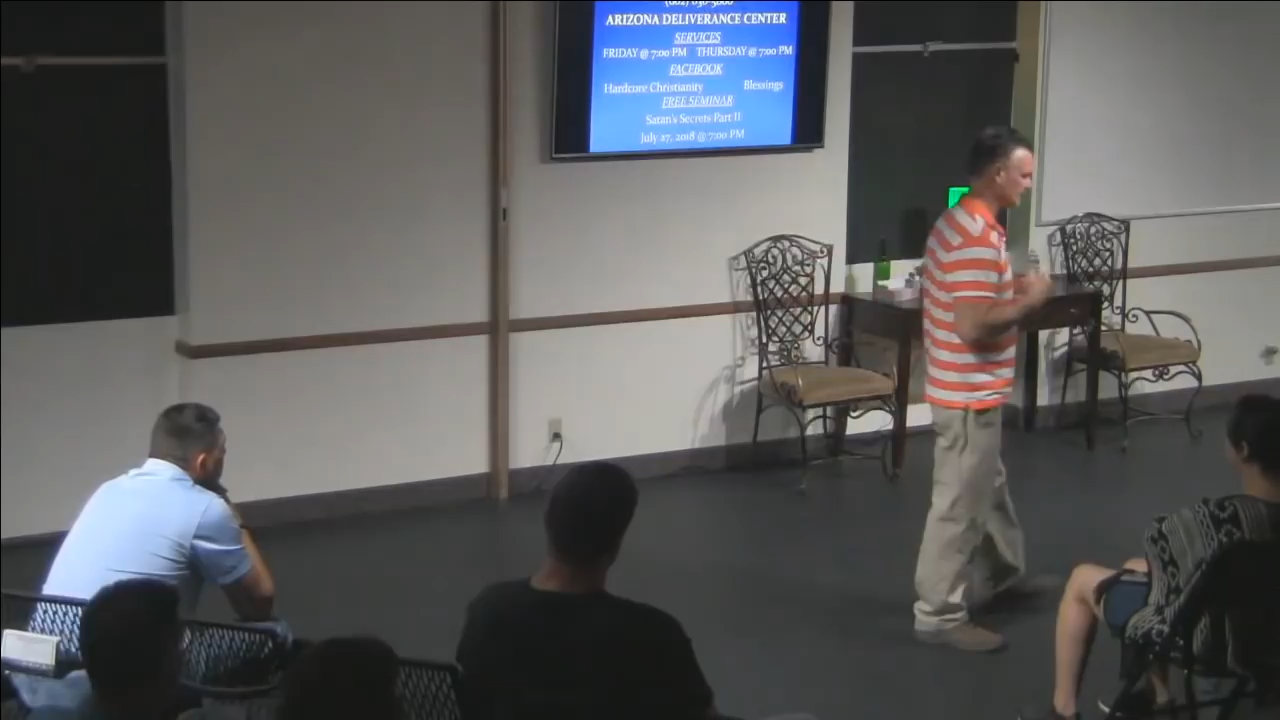 ARIZONA DELIVERANCE CENTER
SERVICES
FRIDAY @ 7:00 PM THURSDAY @ 7:00 PM
FACEBOOK
Hardcore Christianity Blessings
FREE SEMINAR
Satan's Secrets Part II
July 27, 2018 @ 7:00 PM